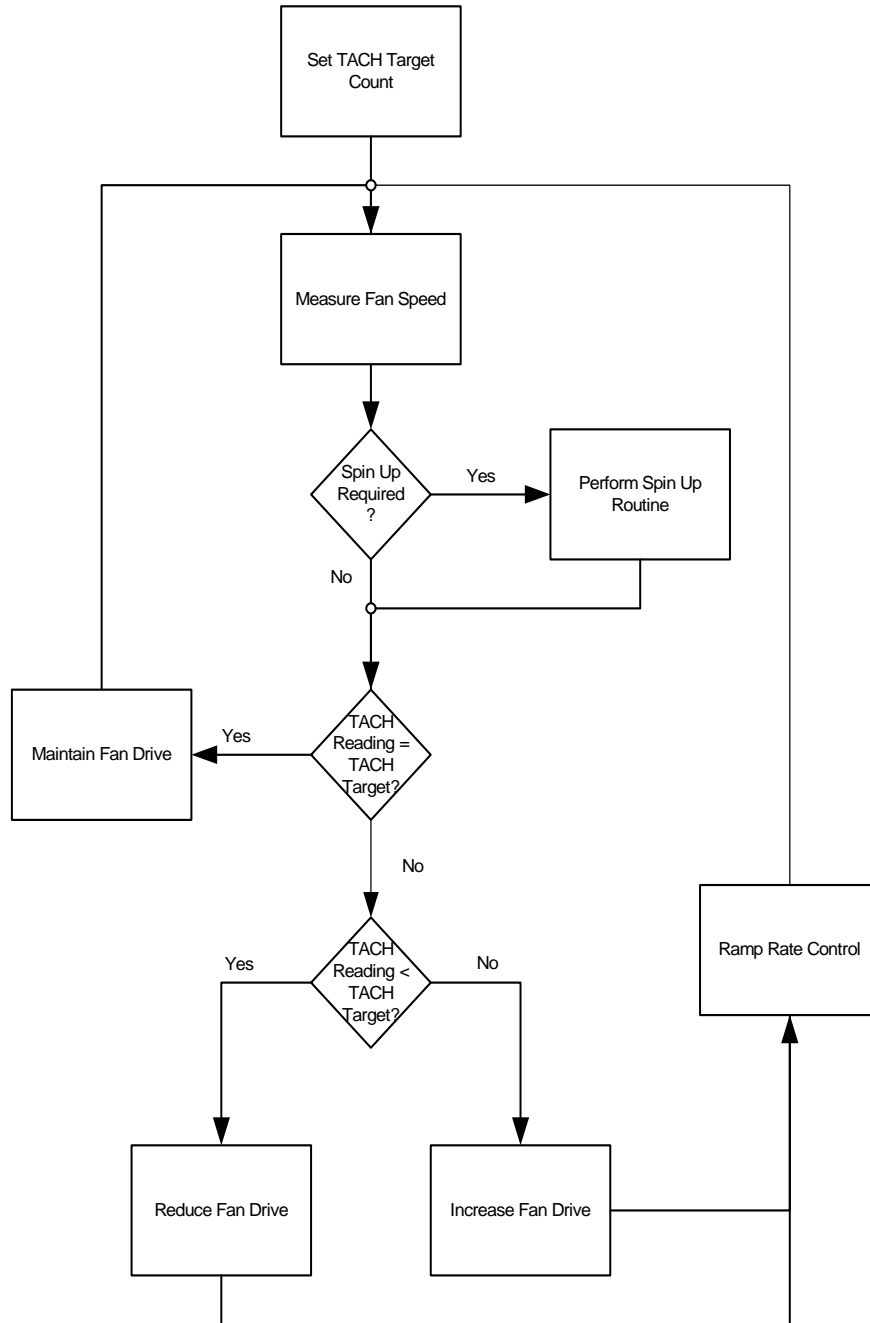 Set TACH Target
Count
Measure Fan Speed
Spin Up
Required
?
Yes
Perform Spin Up
Routine
No
TACH
Reading =
TACH
Target?
Yes
Maintain Fan Drive
No
TACH
Reading <
TACH
Target?
Yes
No
Ramp Rate Control
Reduce Fan Drive
Increase Fan Drive